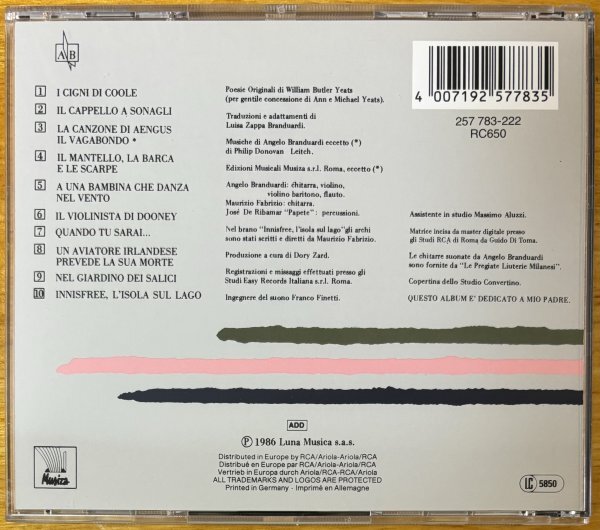 A B
1 I CIGNI DI COOLE
2 IL CAPPELLO A SONAGLI
3 LA CANZONE DI AENGUS
IL VAGABONDO *
4 IL MANTELLO, LA BARCA
E LE SCARPE
5 A UNA BAMBINA CHE DANZA
NEL VENTO
6 IL VIOLINISTA DI DOONEY
7 QUANDO TU SARAI...
8 UN AVIATORE IRLANDESE
PREVEDE LA SUA MORTE
9 NEL GIARDINO DEI SALICI
10 INNISFREE, L'ISOLA SUL LAGO
Poesie Originali di William Butler Yeats
(per gentile concessione di Ann e Michael Yeats).
Traduzioni e adattamenti di
Luisa Zappa Branduardi.
Musiche di Angelo Branduardi eccetto (*)
di Philip Donovan Leitch.
Edizioni Musicali Musiza s.r.l. Roma, eccetto (*)
Angelo Branduardi: chitarra, violino,
violino baritono, flauto.
Maurizio Fabrizio: chitarra.
José De Ribamar "Papete": percussioni.
Nel brano "Innisfree, l'isola sul lago" gli archi
sono stati scritti e diretti da Maurizio Fabrizio.
Produzione a cura di Dory Zard.
Registrazioni e missaggi effettuati presso gli
Studi Easy Records Italiana s.r.l. Roma.
Ingegnere del suono Franco Finetti.
4 007192 577835
257 783-222
RC650
Assistente in studio Massimo Aluzzi.
Matrice incisa da master digitale presso
gli Studi RCA di Roma da Guido Di Toma.
Le chitarre suonate da Angelo Branduardi
sono fornite da "Le Pregiate Liuterie Milanesi".
Copertina dello Studio Convertino.
QUESTO ALBUM E' DEDICATO A MIO PADRE.
ADD
℗ 1986 Luna Musica s.a.s.
Distributed in Europe by RCA/Ariola-Ariola/RCA
Distribué en Europe par RCA/Ariola-Ariola/RCA
Vertrieb in Europa durch Ariola/RCA-RCA/Ariola
ALL TRADEMARKS AND LOGOS ARE PROTECTED
Printed in Germany - Imprimé en Allemagne
Musiza
LC 5850